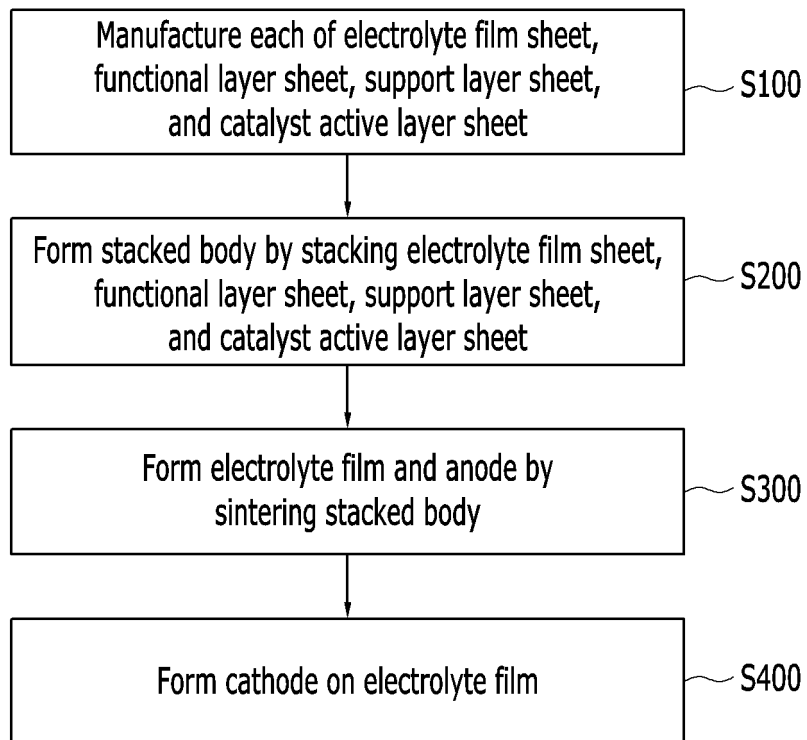 Manufacture each of electrolyte film sheet,
functional layer sheet, support layer sheet,
and catalyst active layer sheet
S100
Form stacked body by stacking electrolyte film sheet,
functional layer sheet, support layer sheet,
and catalyst active layer sheet
S200
Form electrolyte film and anode by
sintering stacked body
S300
Form cathode on electrolyte film
S400